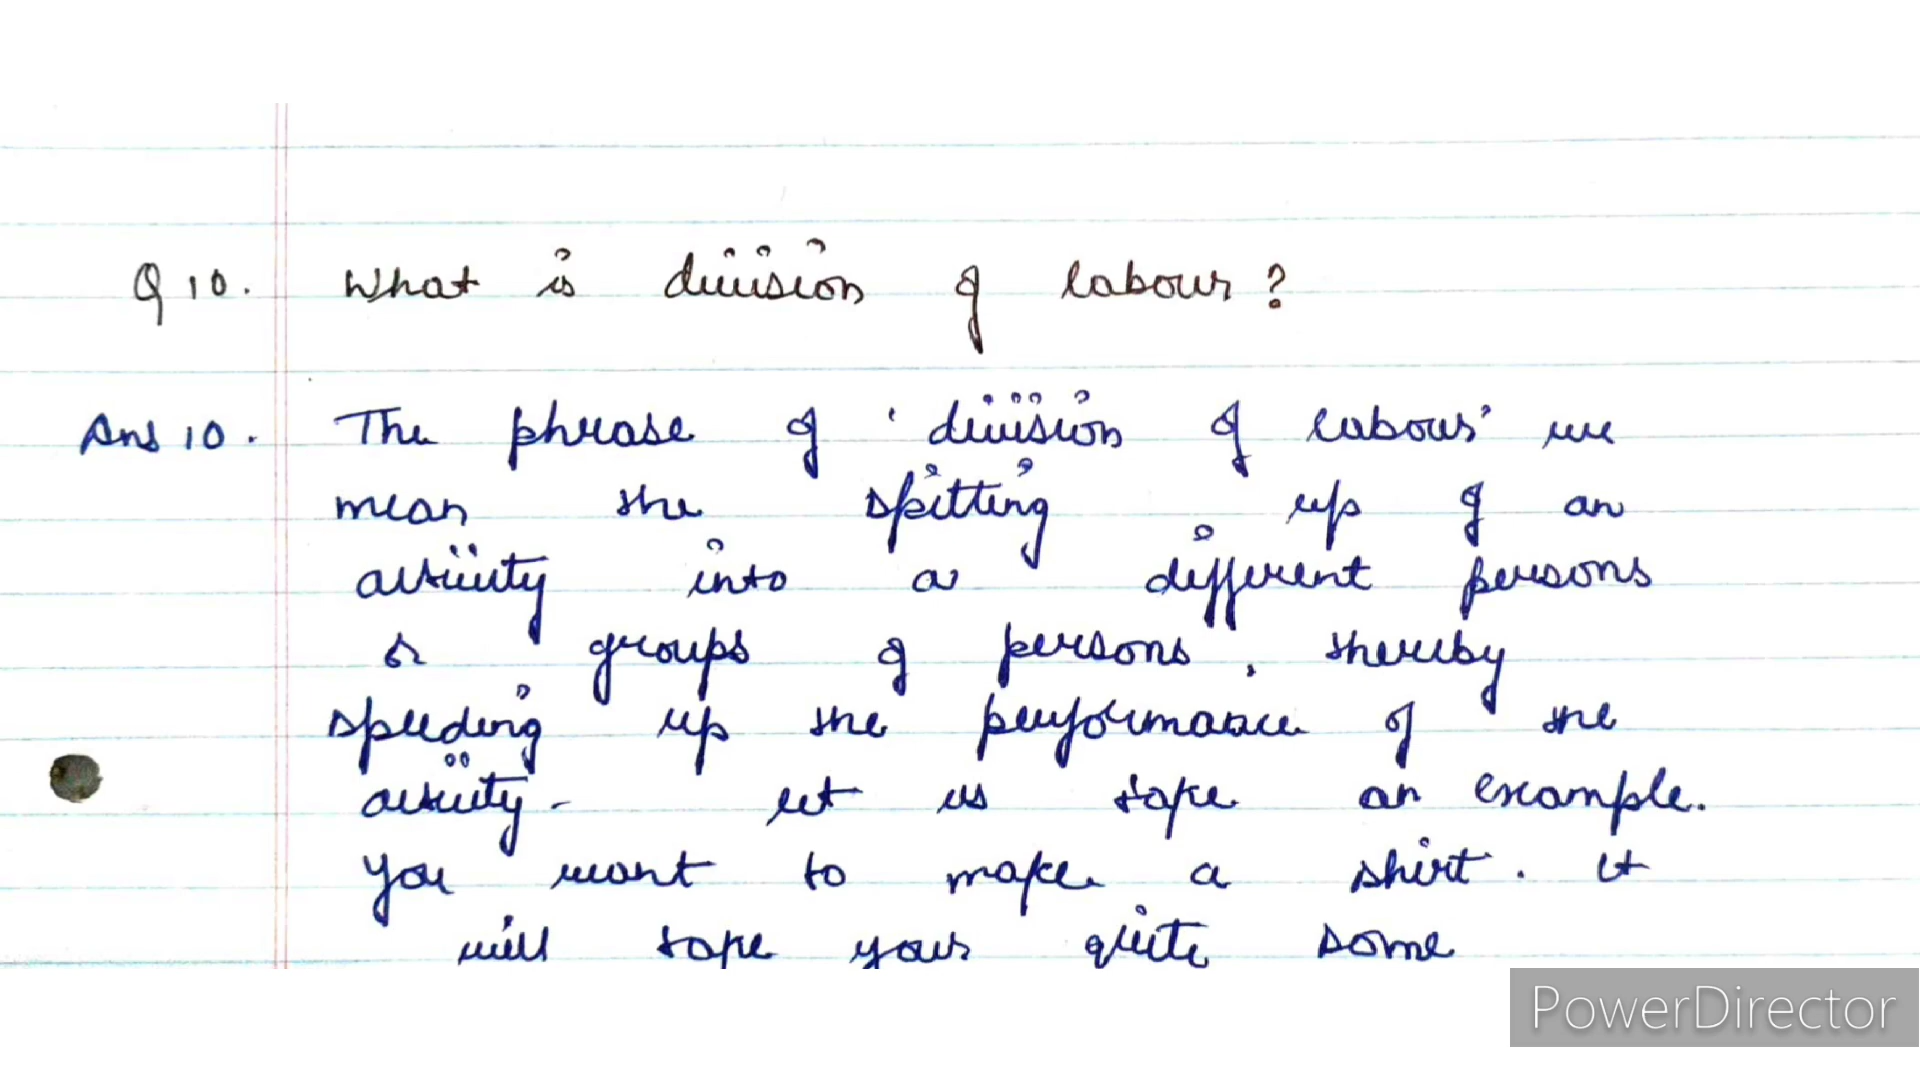 Q 10. What is division of labour?
Ans 10. The phrase of 'division of labour' we
mean the spitting up of an
activity into a different persons
or groups of persons, thereby
speeding up the performance of the
activity. Let us take an example.
You want to make a shirt. It
will take your quite some
PowerDirector